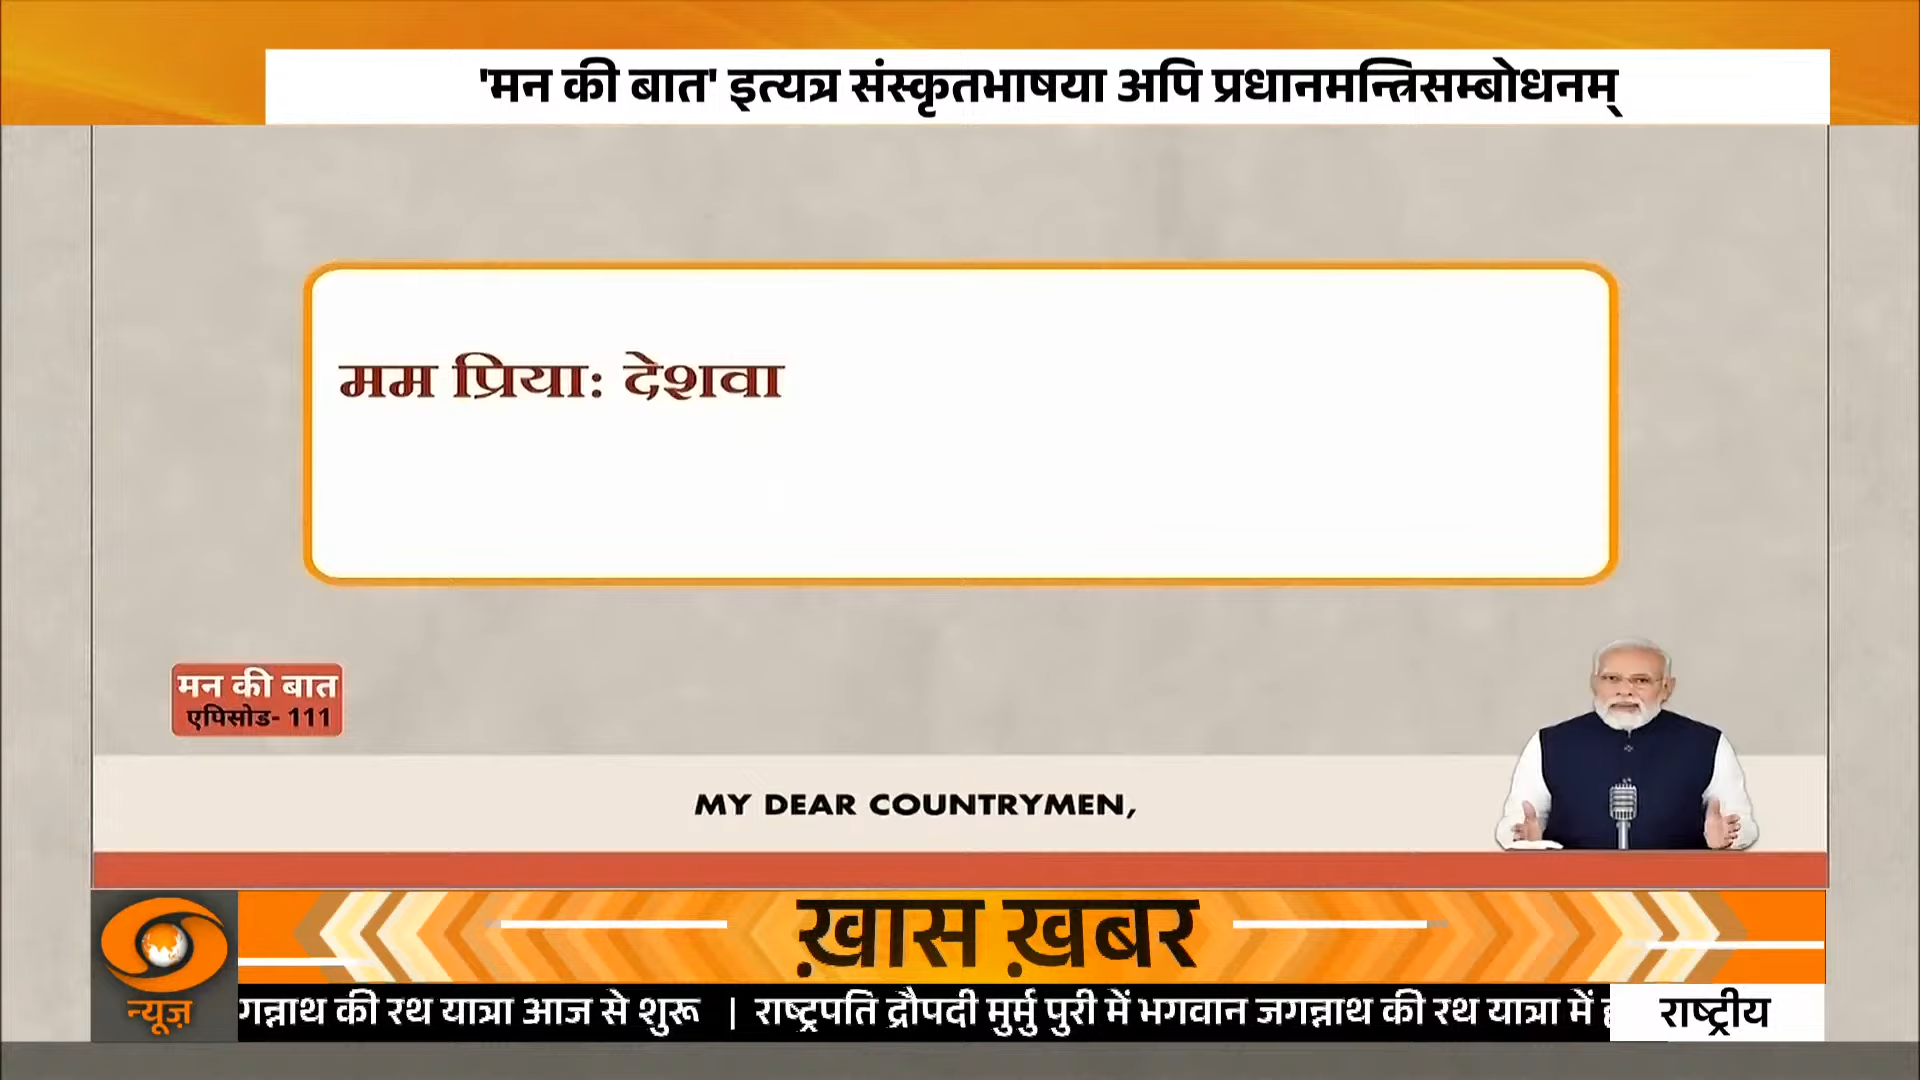 'मन की बात' इत्यत्र संस्कृतभाषया अपि प्रधानमन्त्रिसम्बोधनम्
मम प्रिया: देशवा
मन की बात
एपिसोड- 111
MY DEAR COUNTRYMEN,
ख़ास ख़बर
न्यूज़
गन्नाथ की रथ यात्रा आज से शुरू | राष्ट्रपति द्रौपदी मुर्मु पुरी में भगवान जगन्नाथ की रथ यात्रा में
राष्ट्रीय